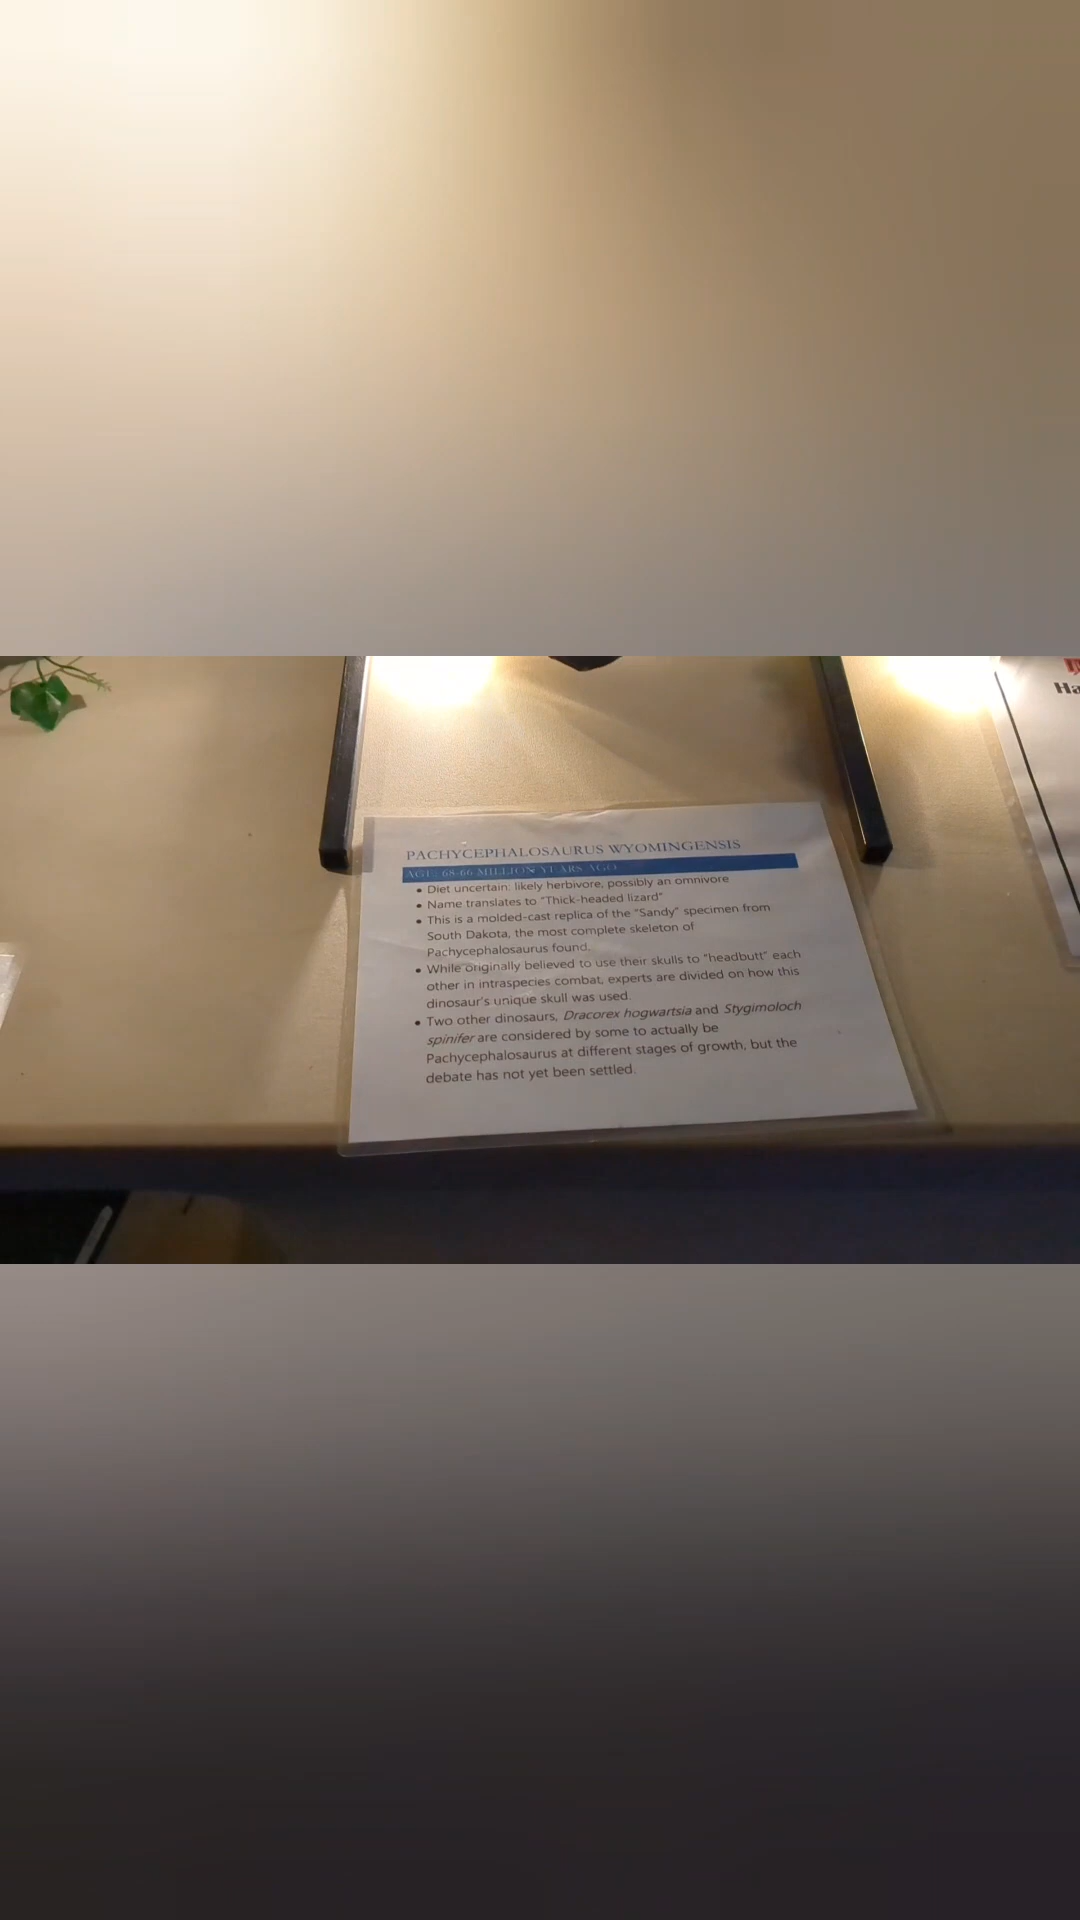 PACHYCEPHALOSAURUS WYOMINGENSIS
AGE: 68-66 MILLION YEARS AGO
• Diet uncertain: likely herbivore, possibly an omnivore
• Name translates to "Thick-headed lizard"
• This is a molded-cast replica of the "Sandy" specimen from
South Dakota, the most complete skeleton of
Pachycephalosaurus found.
• While originally believed to use their skulls to "headbutt" each
other in intraspecies combat, experts are divided on how this
dinosaur's unique skull was used.
• Two other dinosaurs, Dracorex hogwartsia and Stygimoloch
spinifer are considered by some to actually be
Pachycephalosaurus at different stages of growth, but the
debate has not yet been settled.
Ha